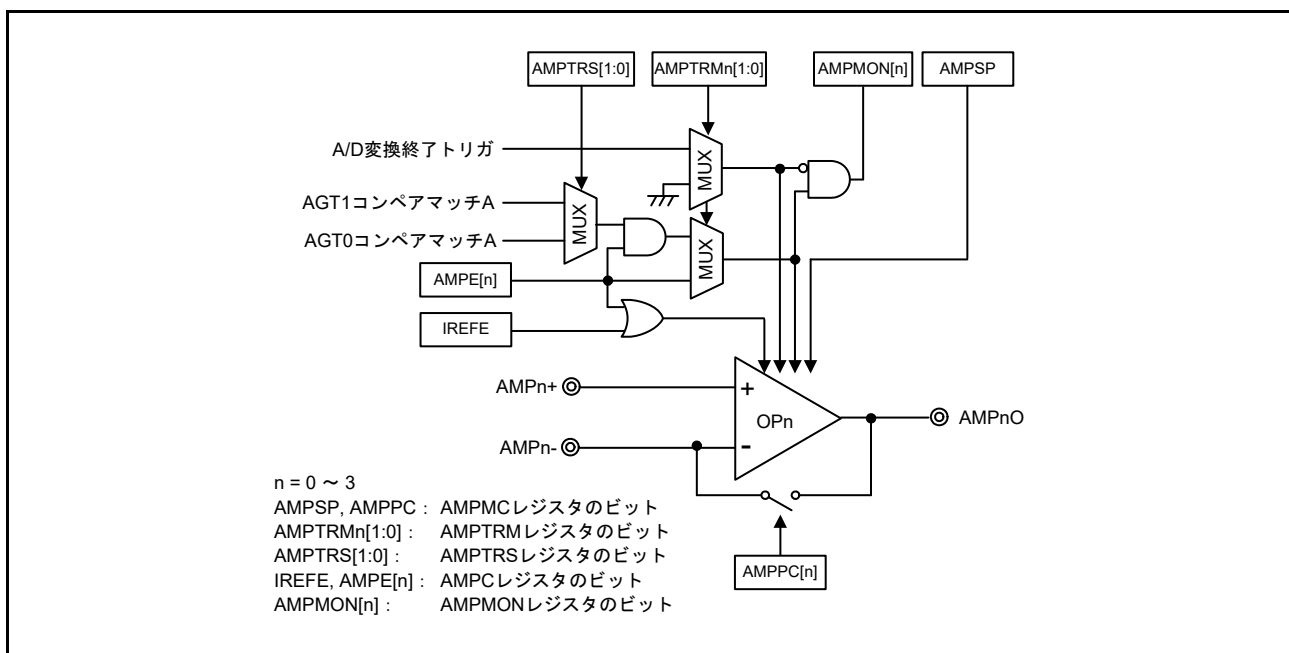 AMPTRS[1:0]
AMPTRMn[1:0]
AMPMON[n]
AMPSP
A/D変換終了トリガ
MUX
AGT1コンペアマッチA
MUX
AGT0コンペアマッチA
MUX
AMPE[n]
IREFE
AMPn+
+
OPn
AMPnO
AMPn-
-
n = 0 ~ 3
AMPSP, AMPPC : AMPMCレジスタのビット
AMPTRMn[1:0] : AMPTRMレジスタのビット
AMPTRS[1:0] : AMPTRSレジスタのビット
IREFE, AMPE[n] : AMPCレジスタのビット
AMPMON[n] : AMPMONレジスタのビット
AMPPC[n]